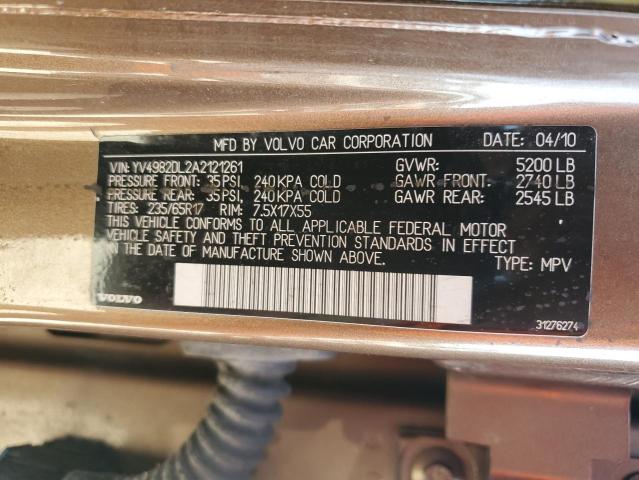 MFD BY VOLVO CAR CORPORATION DATE: 04/10
VIN: YV4982DL2A2121261 GVWR: 5200 LB
PRESSURE FRONT: 35 PSI, 240 KPA COLD GAWR FRONT: 2740 LB
PRESSURE REAR: 35 PSI, 240 KPA COLD GAWR REAR: 2545 LB
TIRES: 235/65R17 RIM: 7.5X17X55
THIS VEHICLE CONFORMS TO ALL APPLICABLE FEDERAL MOTOR
VEHICLE SAFETY AND THEFT PREVENTION STANDARDS IN EFFECT
ON THE DATE OF MANUFACTURE SHOWN ABOVE.
TYPE: MPV
VOLVO
31276274